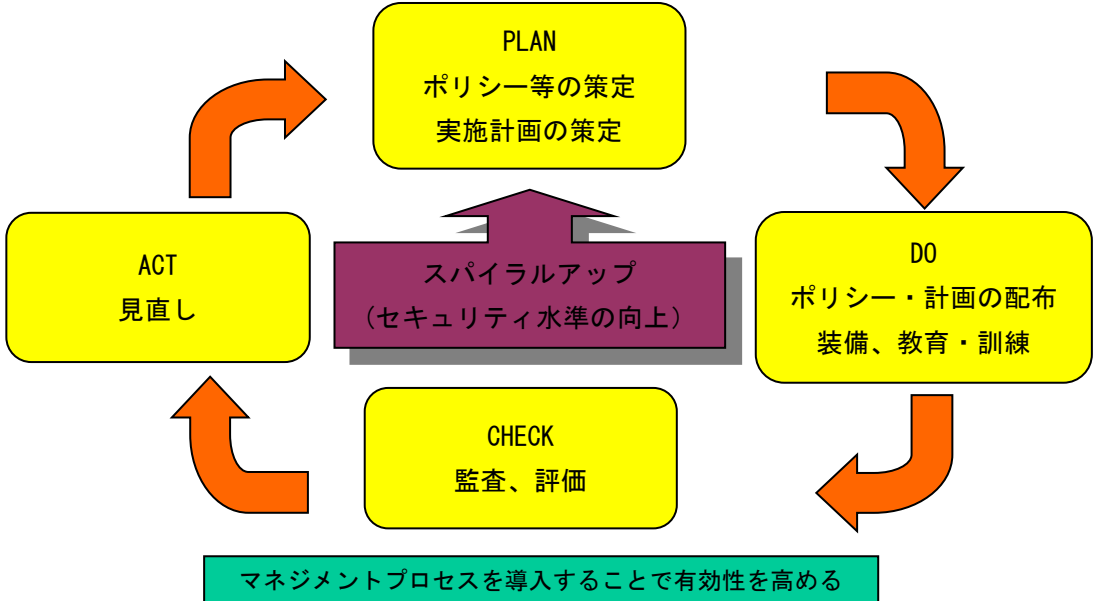 PLAN
ポリシー等の策定
実施計画の策定
ACT
見直し
スパイラルアップ
(セキュリティ水準の向上)
DO
ポリシー・計画の配布
装備、教育・訓練
CHECK
監査、評価
マネジメントプロセスを導入することで有効性を高める